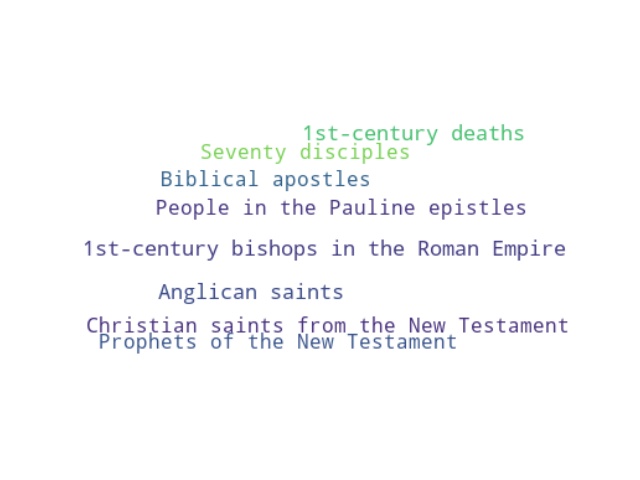 1st-century deaths
Seventy disciples
Biblical apostles
People in the Pauline epistles
1st-century bishops in the Roman Empire
Anglican saints
Christian saints from the New Testament
Prophets of the New Testament